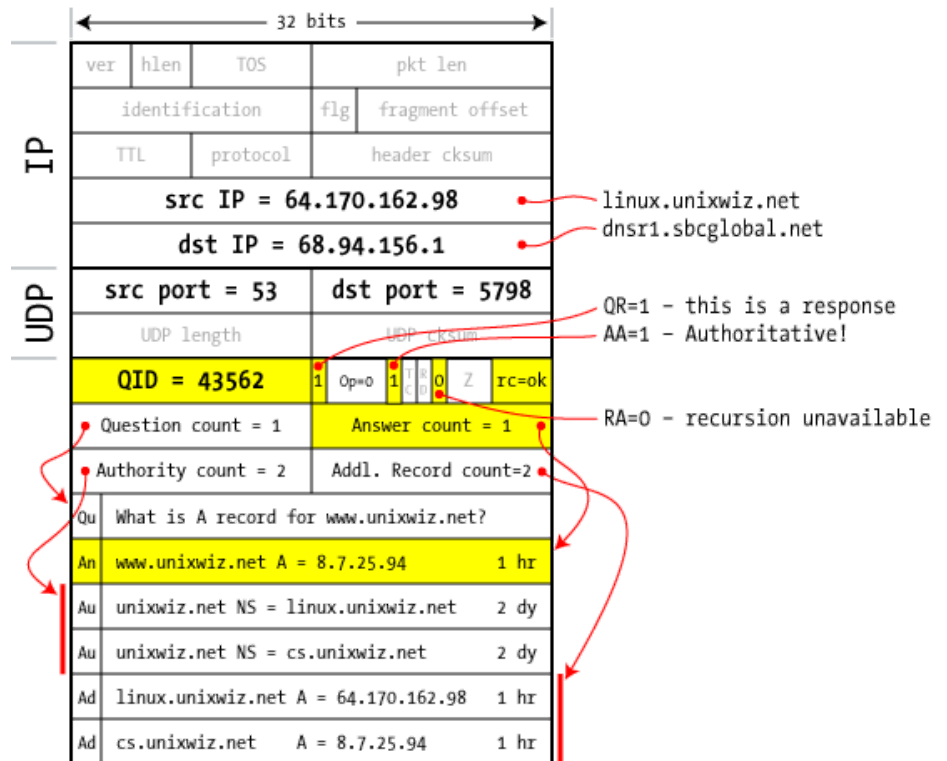 32 bits
IP
ver hlen TOS pkt len
identification flg fragment offset
TTL protocol header cksum
src IP = 64.170.162.98
linux.unixwiz.net
dst IP = 68.94.156.1
dnsr1.sbcglobal.net
UDP
src port = 53 dst port = 5798
QR=1 – this is a response
UDP length UDP cksum
AA=1 – Authoritative!
QID = 43562 1 Op=0 1 TC RD 0 Z rc=ok
RA=0 – recursion unavailable
Question count = 1 Answer count = 1
Authority count = 2 Addl. Record count=2
Qu What is A record for www.unixwiz.net?
An www.unixwiz.net A = 8.7.25.94 1 hr
Au unixwiz.net NS = linux.unixwiz.net 2 dy
Au unixwiz.net NS = cs.unixwiz.net 2 dy
Ad linux.unixwiz.net A = 64.170.162.98 1 hr
Ad cs.unixwiz.net A = 8.7.25.94 1 hr